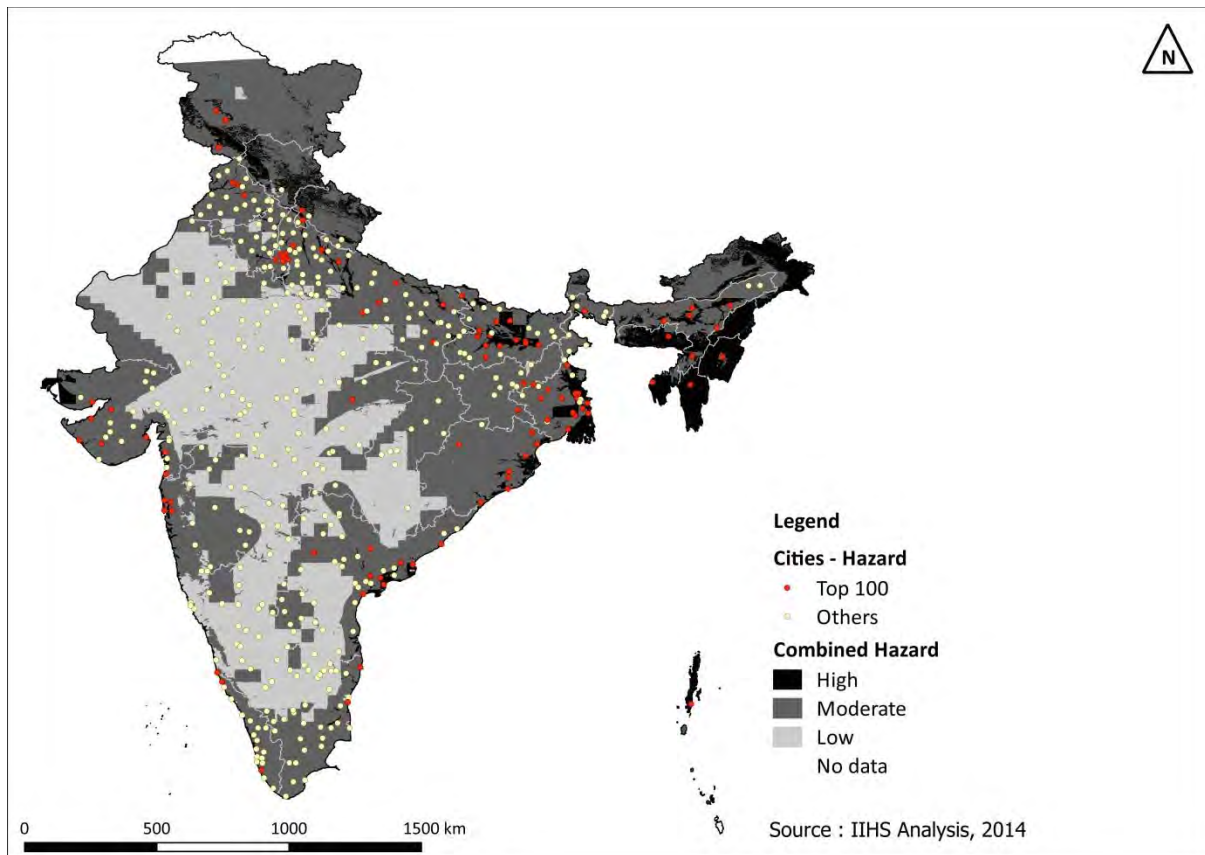 N
Legend
Cities - Hazard
Top 100
Others
Combined Hazard
High
Moderate
Low
No data
0 500 1000 1500 km
Source : IIHS Analysis, 2014